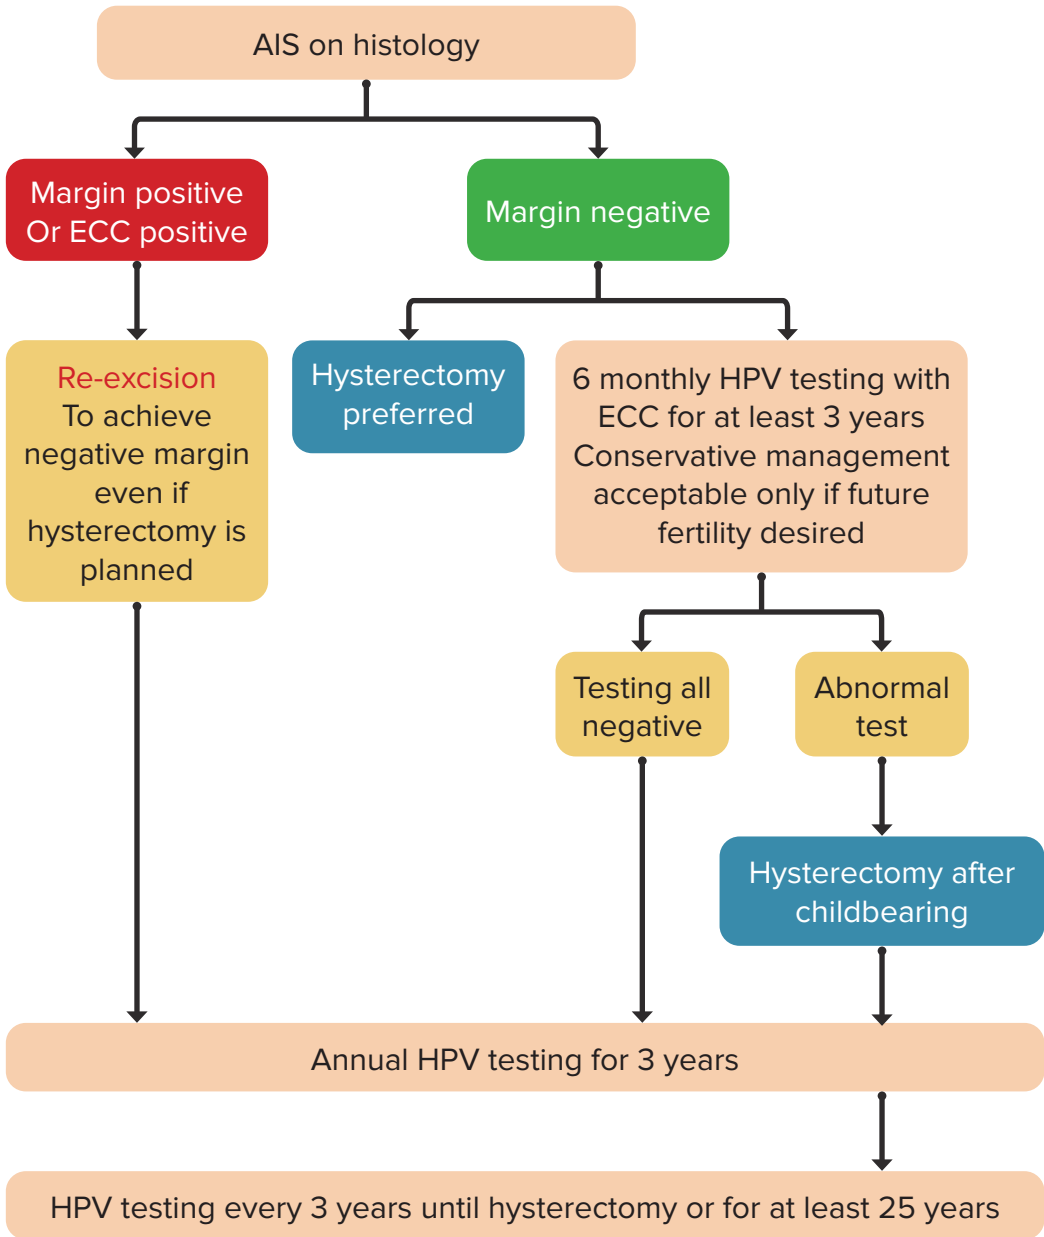 AIS on histology
Margin positive
Or ECC positive
Margin negative
Re-excision
To achieve
negative margin
even if
hysterectomy is
planned
Hysterectomy
preferred
6 monthly HPV testing with
ECC for at least 3 years
Conservative management
acceptable only if future
fertility desired
Testing all
negative
Abnormal
test
Hysterectomy after
childbearing
Annual HPV testing for 3 years
HPV testing every 3 years until hysterectomy or for at least 25 years